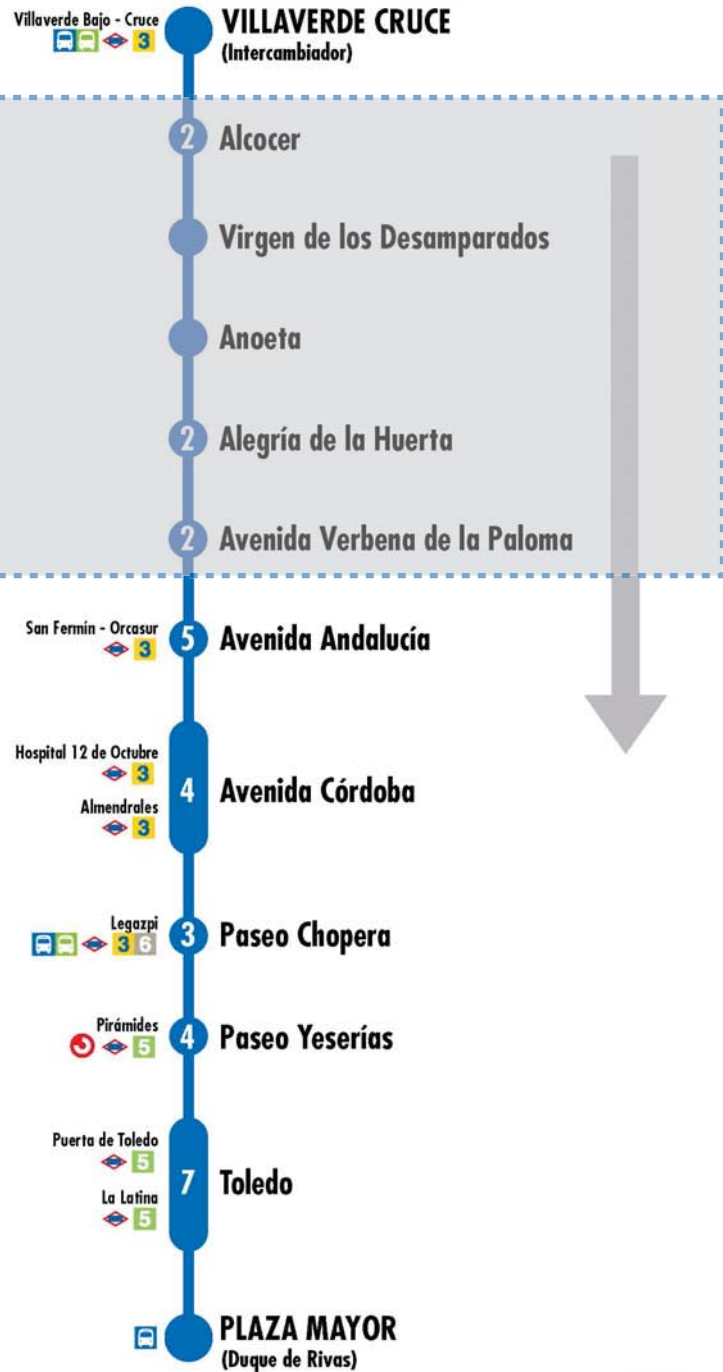 Villaverde Bajo - Cruce
3
VILLAVERDE CRUCE
(Intercambiador)
2 Alcocer
Virgen de los Desamparados
Anoeta
2 Alegría de la Huerta
2 Avenida Verbena de la Paloma
San Fermín - Orcasur
3
5 Avenida Andalucía
Hospital 12 de Octubre
3
Almendrales
3
4 Avenida Córdoba
Legazpi
3 6
3 Paseo Chopera
Pirámides
5
4 Paseo Yeserías
Puerta de Toledo
5
La Latina
5
7 Toledo
PLAZA MAYOR
(Duque de Rivas)